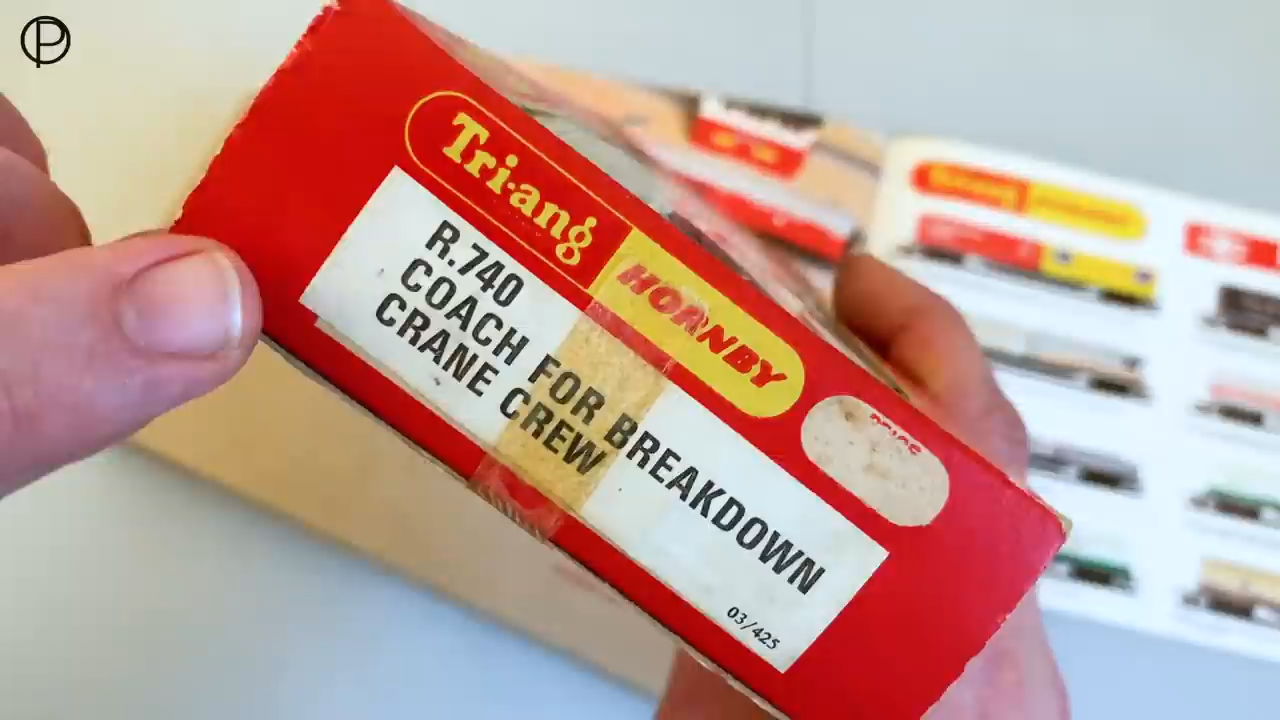 Tri-ang
HORNBY
R.740
COACH FOR BREAKDOWN
CRANE CREW
03/425